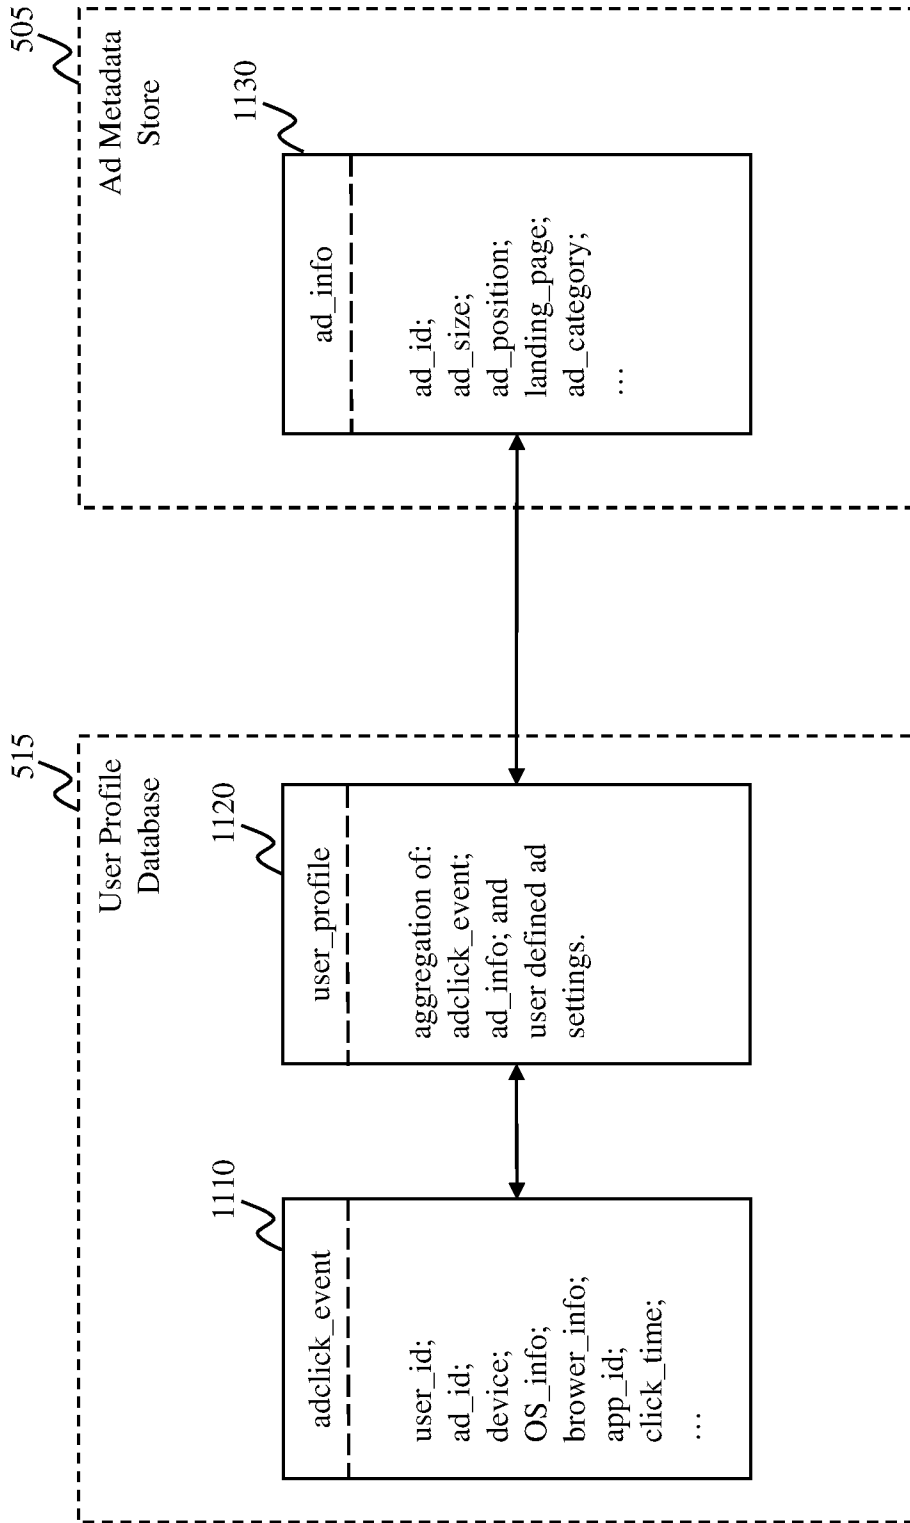 515
User Profile
Database
1110
adclick_event
user_id;
ad_id;
device;
OS_info;
brower_info;
app_id;
click_time;
…
1120
user_profile
aggregation of:
adclick_event;
ad_info; and
user defined ad
settings.
505
Ad Metadata
Store
1130
ad_info
ad_id;
ad_size;
ad_position;
landing_page;
ad_category;
…